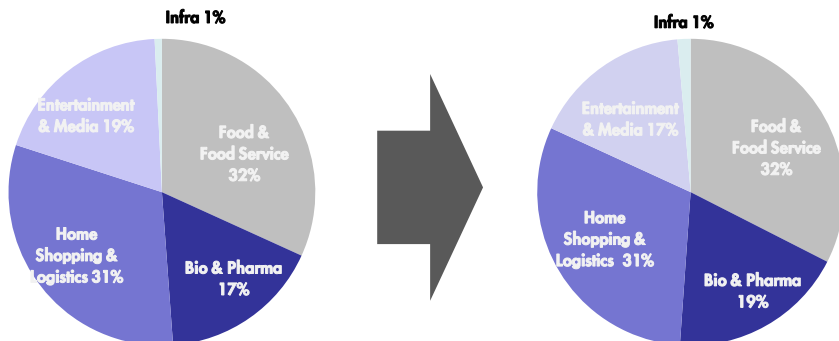 Infra 1%
Entertainment
& Media 19%
Food &
Food Service
32%
Home
Shopping &
Logistics 31%
Bio & Pharma
17%
Infra 1%
Entertainment
& Media 17%
Food &
Food Service
32%
Home
Shopping &
Logistics  31%
Bio & Pharma
19%